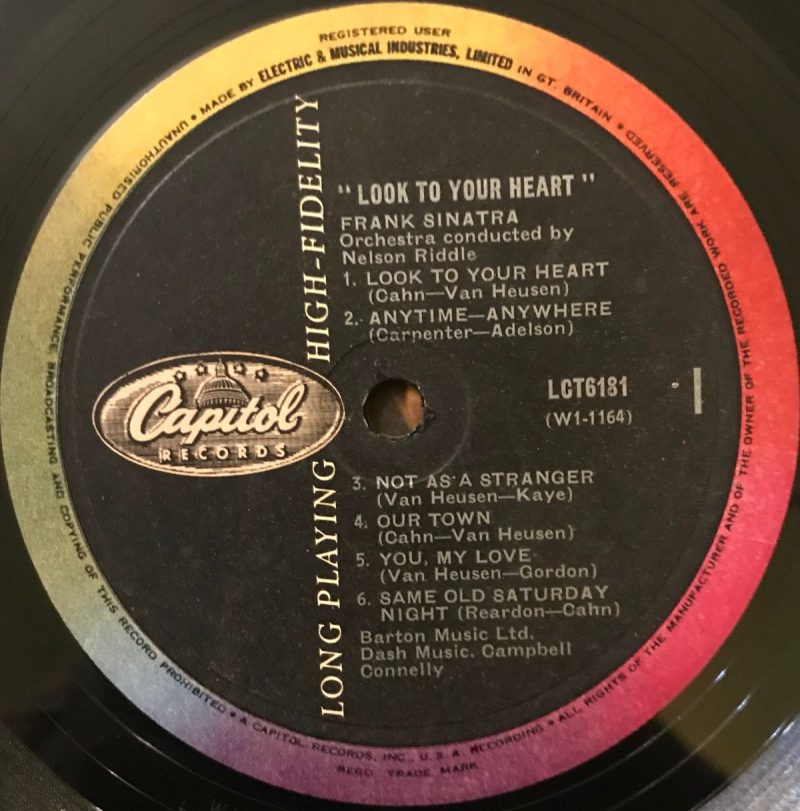 REGISTERED USER
MADE BY ELECTRIC & MUSICAL INDUSTRIES, LIMITED IN GT. BRITAIN • ALL RIGHTS OF THE MANUFACTURER AND OF THE OWNER OF THE RECORDED WORK ARE RESERVED
UNAUTHORISED PUBLIC PERFORMANCE, BROADCASTING AND COPYING OF THIS RECORD PROHIBITED • A CAPITOL RECORDS, INC., U.S.A. RECORDING •
REGD. TRADE MARK
LONG PLAYING HIGH-FIDELITY
"LOOK TO YOUR HEART"
FRANK SINATRA
Orchestra conducted by
Nelson Riddle
1. LOOK TO YOUR HEART
(Cahn—Van Heusen)
2. ANYTIME—ANYWHERE
(Carpenter—Adelson)
Capitol
RECORDS
LCT6181
(W1-1164)
1
3. NOT AS A STRANGER
(Van Heusen—Kaye)
4. OUR TOWN
(Cahn—Van Heusen)
5. YOU, MY LOVE
(Van Heusen—Gordon)
6. SAME OLD SATURDAY
NIGHT (Reardon—Cahn)
Barton Music Ltd.
Dash Music. Campbell
Connelly